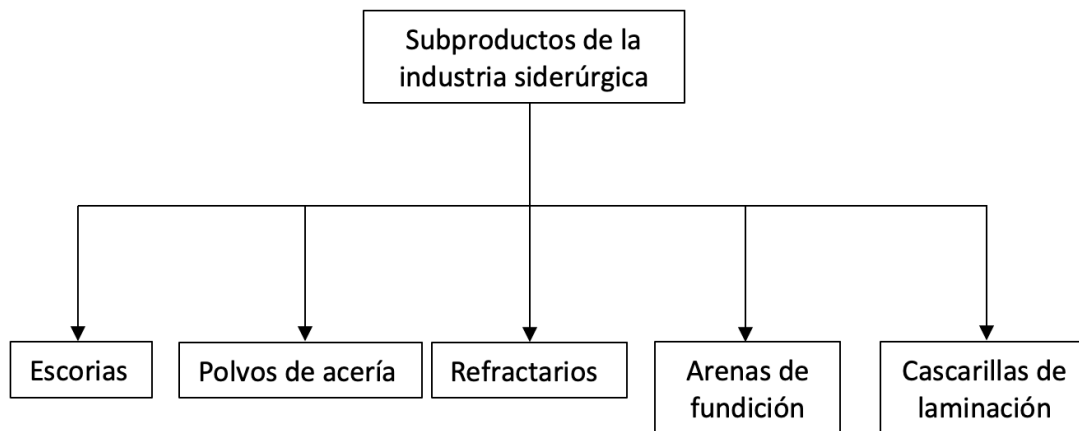 Subproductos de la
industria siderúrgica
Escorias
Polvos de acería
Refractarios
Arenas de
fundición
Cascarillas de
laminación